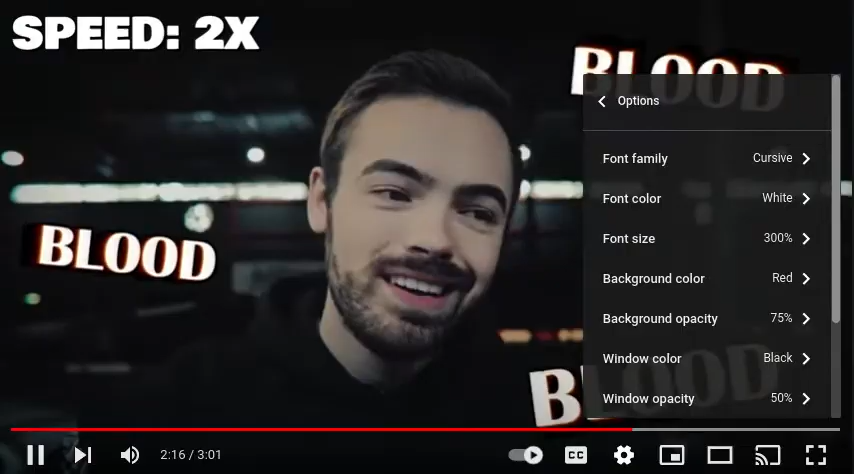 SPEED: 2X
BLOOD
Options
Font family Cursive
Font color White
Font size 300%
BLOOD
Background color Red
Background opacity 75%
Window color Black
BLOOD
Window opacity 50%
2:16 / 3:01
CC